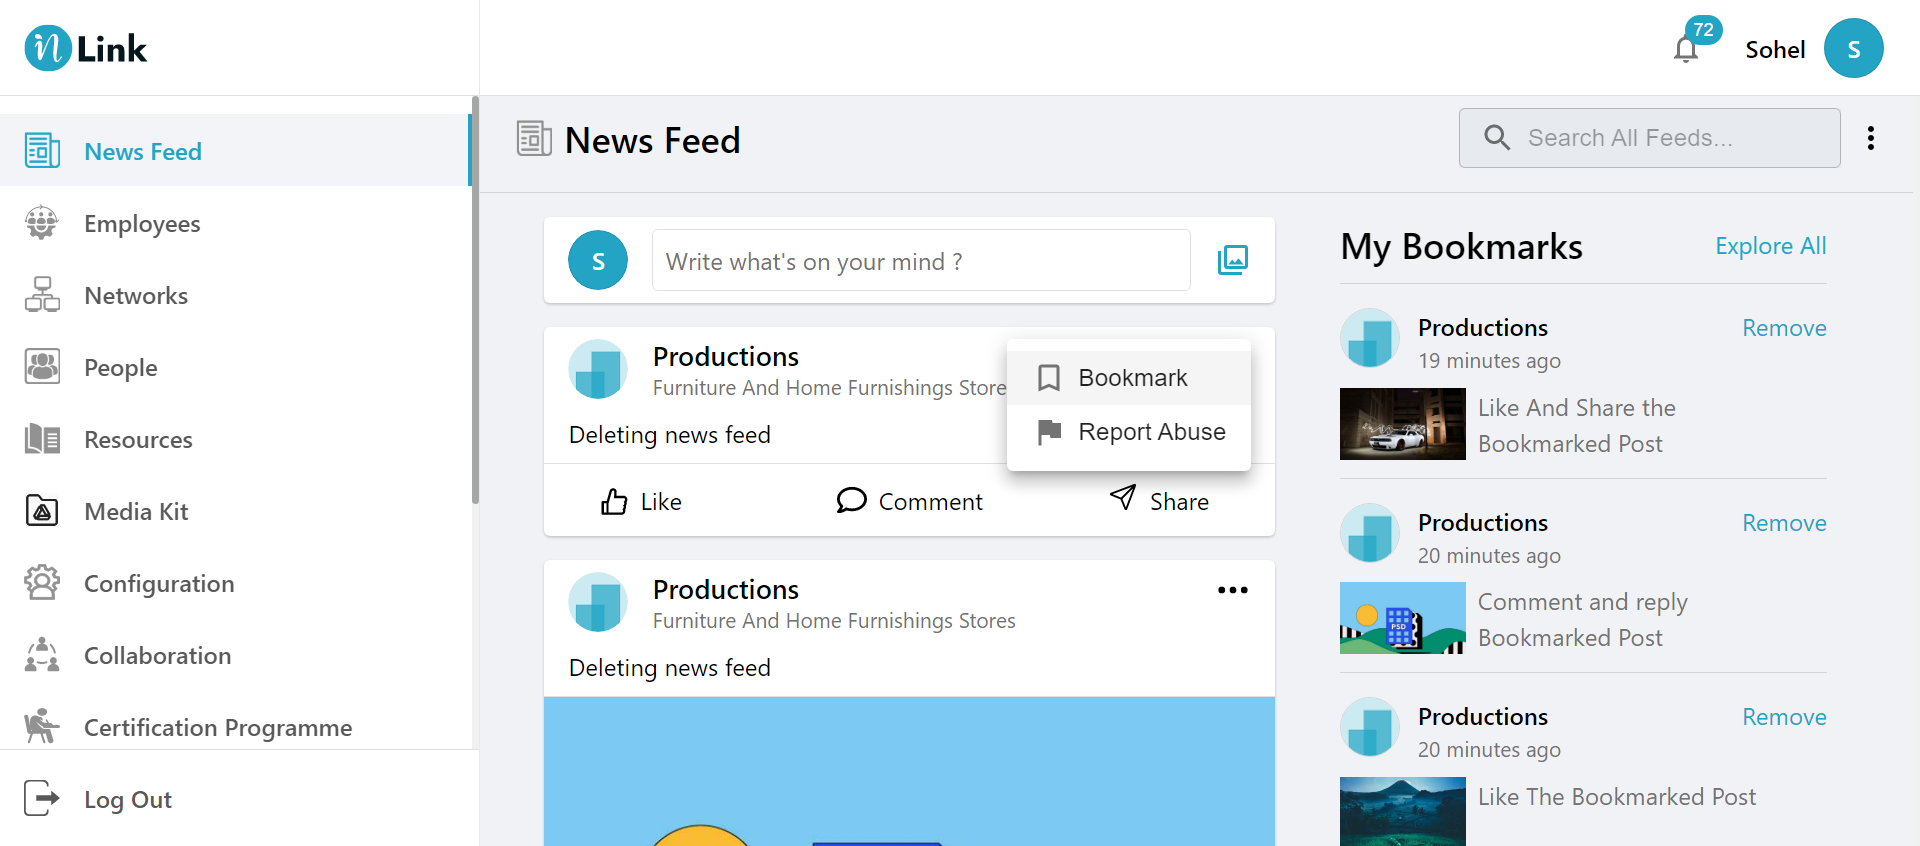 n Link
72
Sohel
S
News Feed
Employees
Networks
People
Resources
Media Kit
Configuration
Collaboration
Certification Programme
Log Out
News Feed
Search All Feeds...
S
Write what's on your mind ?
Productions
Furniture And Home Furnishings Store
Deleting news feed
Bookmark
Report Abuse
Like
Comment
Share
Productions
Furniture And Home Furnishings Stores
Deleting news feed
My Bookmarks
Explore All
Productions
Remove
19 minutes ago
Like And Share the
Bookmarked Post
Productions
Remove
20 minutes ago
PSD
Comment and reply
Bookmarked Post
Productions
Remove
20 minutes ago
Like The Bookmarked Post